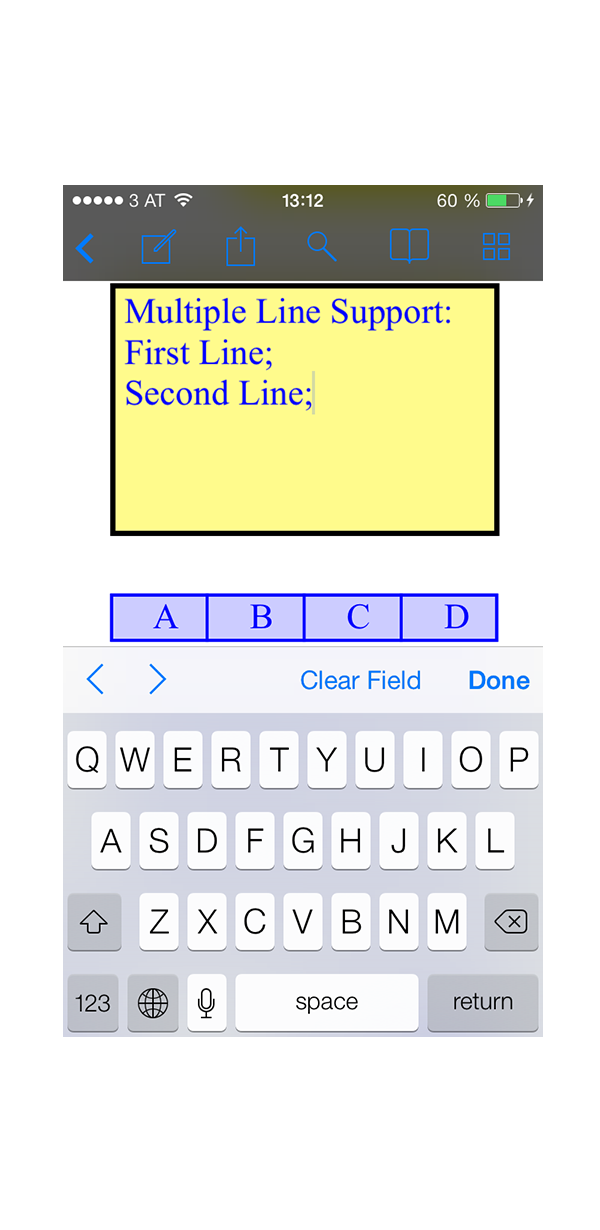 3 AT 13:12 60 %
Multiple Line Support:
First Line;
Second Line;
A B C D
Clear Field Done
Q W E R T Y U I O P
A S D F G H J K L
Z X C V B N M
123 space return